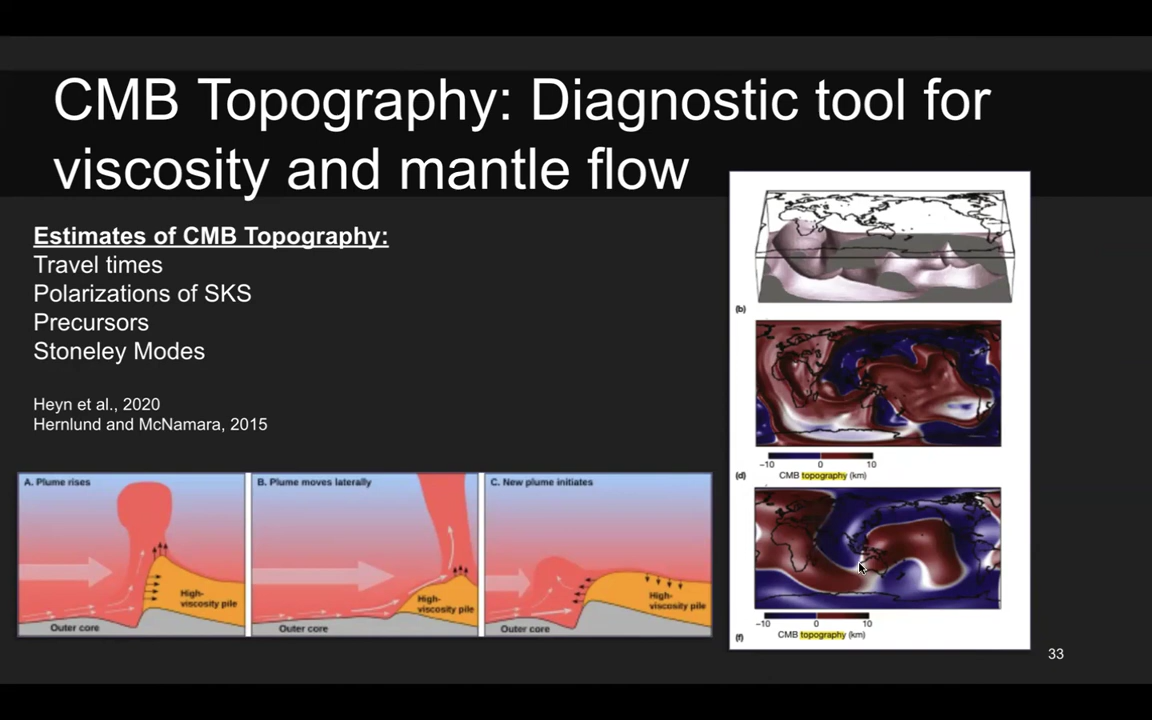 CMB Topography: Diagnostic tool for
viscosity and mantle flow
Estimates of CMB Topography:
Travel times
Polarizations of SKS
Precursors
Stoneley Modes
Heyn et al., 2020
Hernlund and McNamara, 2015
A. Plume rises
High-
viscosity pile
Outer core
B. Plume moves laterally
High-
viscosity pile
Outer core
C. New plume initiates
High-
viscosity pile
Outer core
(b)
−10 0 10
(d) CMB topography (km)
−10 0 10
(f) CMB topography (km)
33